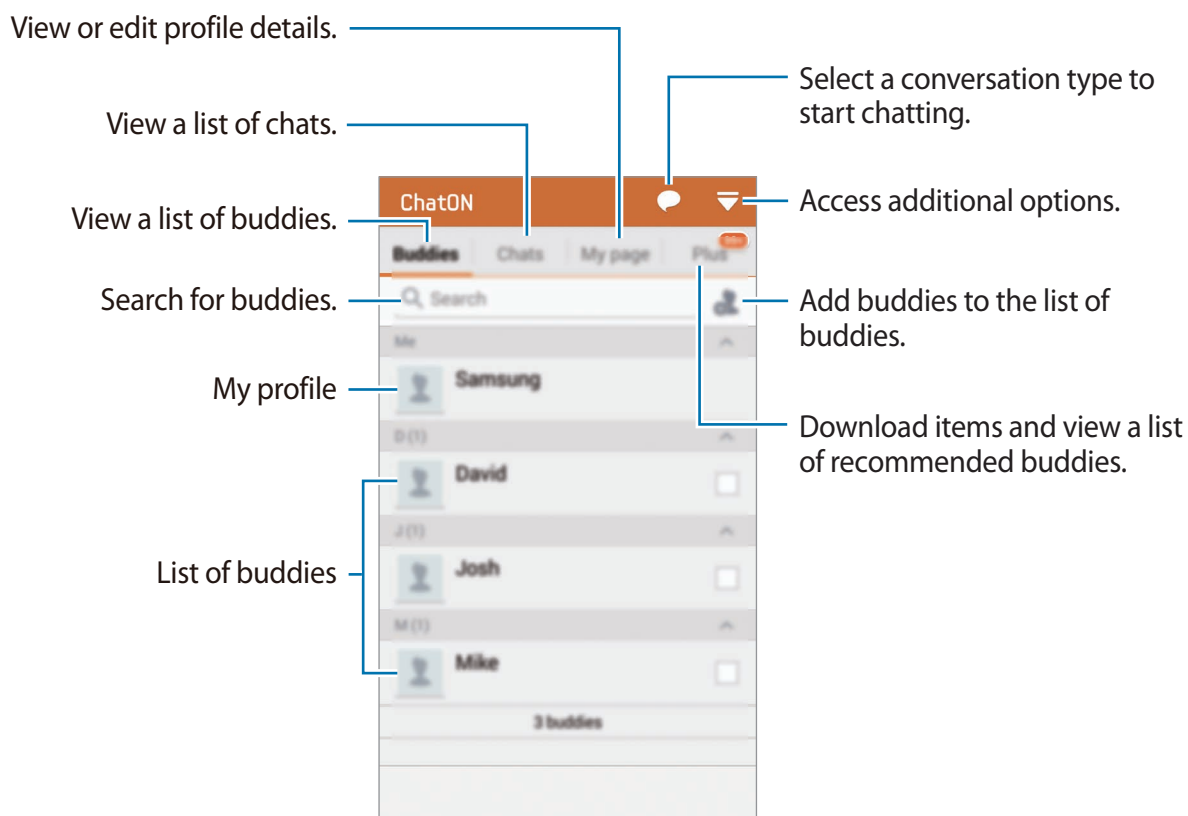 View or edit profile details.
Select a conversation type to
start chatting.
View a list of chats.
ChatON
Access additional options.
View a list of buddies.
Buddies Chats My page Plus
Search for buddies.
Search
Add buddies to the list of
buddies.
Me
My profile
Samsung
Download items and view a list
of recommended buddies.
D (1)
David
J (1)
Josh
List of buddies
M (1)
Mike
3 buddies